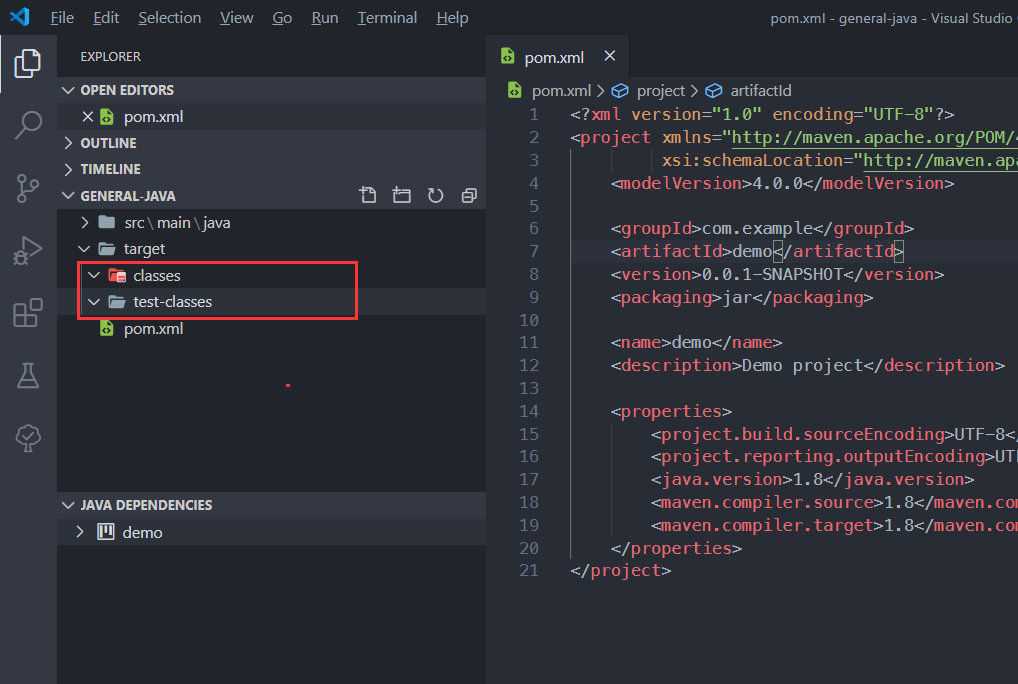 File Edit Selection View Go Run Terminal Help pom.xml - general-java - Visual Studio
EXPLORER
OPEN EDITORS
pom.xml
OUTLINE
TIMELINE
GENERAL-JAVA
src\main\java
target
classes
test-classes
pom.xml
JAVA DEPENDENCIES
demo
pom.xml
pom.xml > project > artifactId
1 <?xml version="1.0" encoding="UTF-8"?>
2 <project xmlns="http://maven.apache.org/POM/
3 xsi:schemaLocation="http://maven.apa
4 <modelVersion>4.0.0</modelVersion>
5
6 <groupId>com.example</groupId>
7 <artifactId>demo</artifactId>
8 <version>0.0.1-SNAPSHOT</version>
9 <packaging>jar</packaging>
10
11 <name>demo</name>
12 <description>Demo project</description>
13
14 <properties>
15 <project.build.sourceEncoding>UTF-8</
16 <project.reporting.outputEncoding>UTF
17 <java.version>1.8</java.version>
18 <maven.compiler.source>1.8</maven.com
19 <maven.compiler.target>1.8</maven.com
20 </properties>
21 </project>